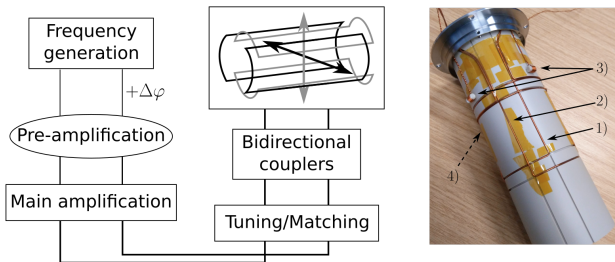 Frequency
generation
+Δφ
Pre-amplification
Main amplification
Bidirectional
couplers
Tuning/Matching
3)
2)
1)
4)